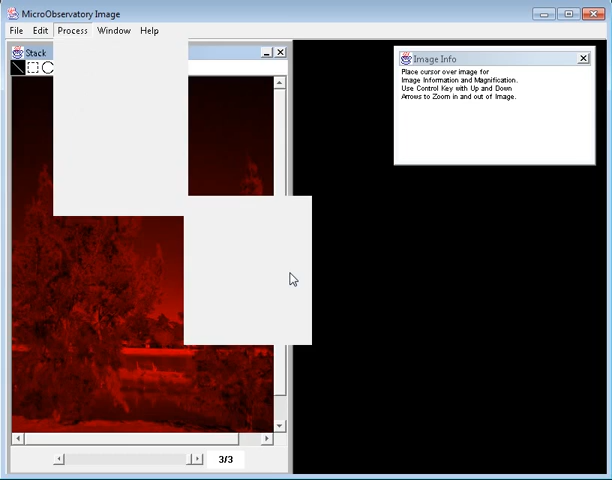 MicroObservatory Image
File Edit Process Window Help
Stack
Image Info
Place cursor over image for
Image Information and Magnification.
Use Control Key with Up and Down
Arrows to Zoom in and out of Image.
3/3